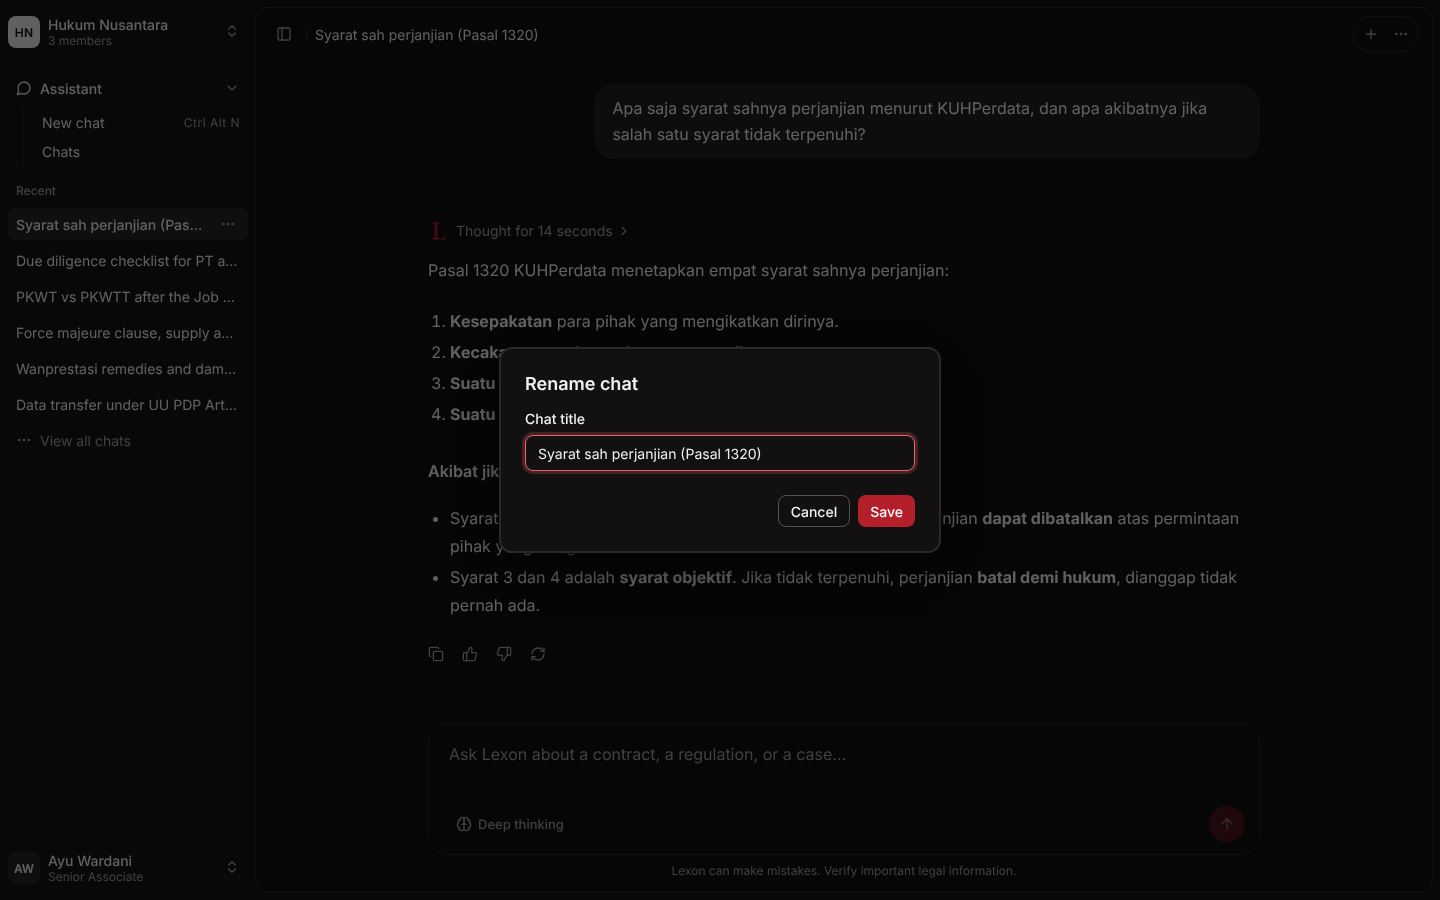 HN
Hukum Nusantara
3 members
Assistant
New chat
Ctrl Alt N
Chats
Recent
Syarat sah perjanjian (Pas...
Due diligence checklist for PT a...
PKWT vs PKWTT after the Job ...
Force majeure clause, supply a...
Wanprestasi remedies and dam...
Data transfer under UU PDP Art...
View all chats
AW
Ayu Wardani
Senior Associate
Syarat sah perjanjian (Pasal 1320)
Apa saja syarat sahnya perjanjian menurut KUHPerdata, dan apa akibatnya jika
salah satu syarat tidak terpenuhi?
L Thought for 14 seconds
Pasal 1320 KUHPerdata menetapkan empat syarat sahnya perjanjian:
1. Kesepakatan para pihak yang mengikatkan dirinya.
2. Kecak
3. Suatu
4. Suatu
Akibat jik
Syarat
njian dapat dibatalkan atas permintaan
pihak
Syarat 3 dan 4 adalah syarat objektif. Jika tidak terpenuhi, perjanjian batal demi hukum, dianggap tidak
pernah ada.
Rename chat
Chat title
Syarat sah perjanjian (Pasal 1320)
Cancel
Save
Ask Lexon about a contract, a regulation, or a case...
Deep thinking
Lexon can make mistakes. Verify important legal information.